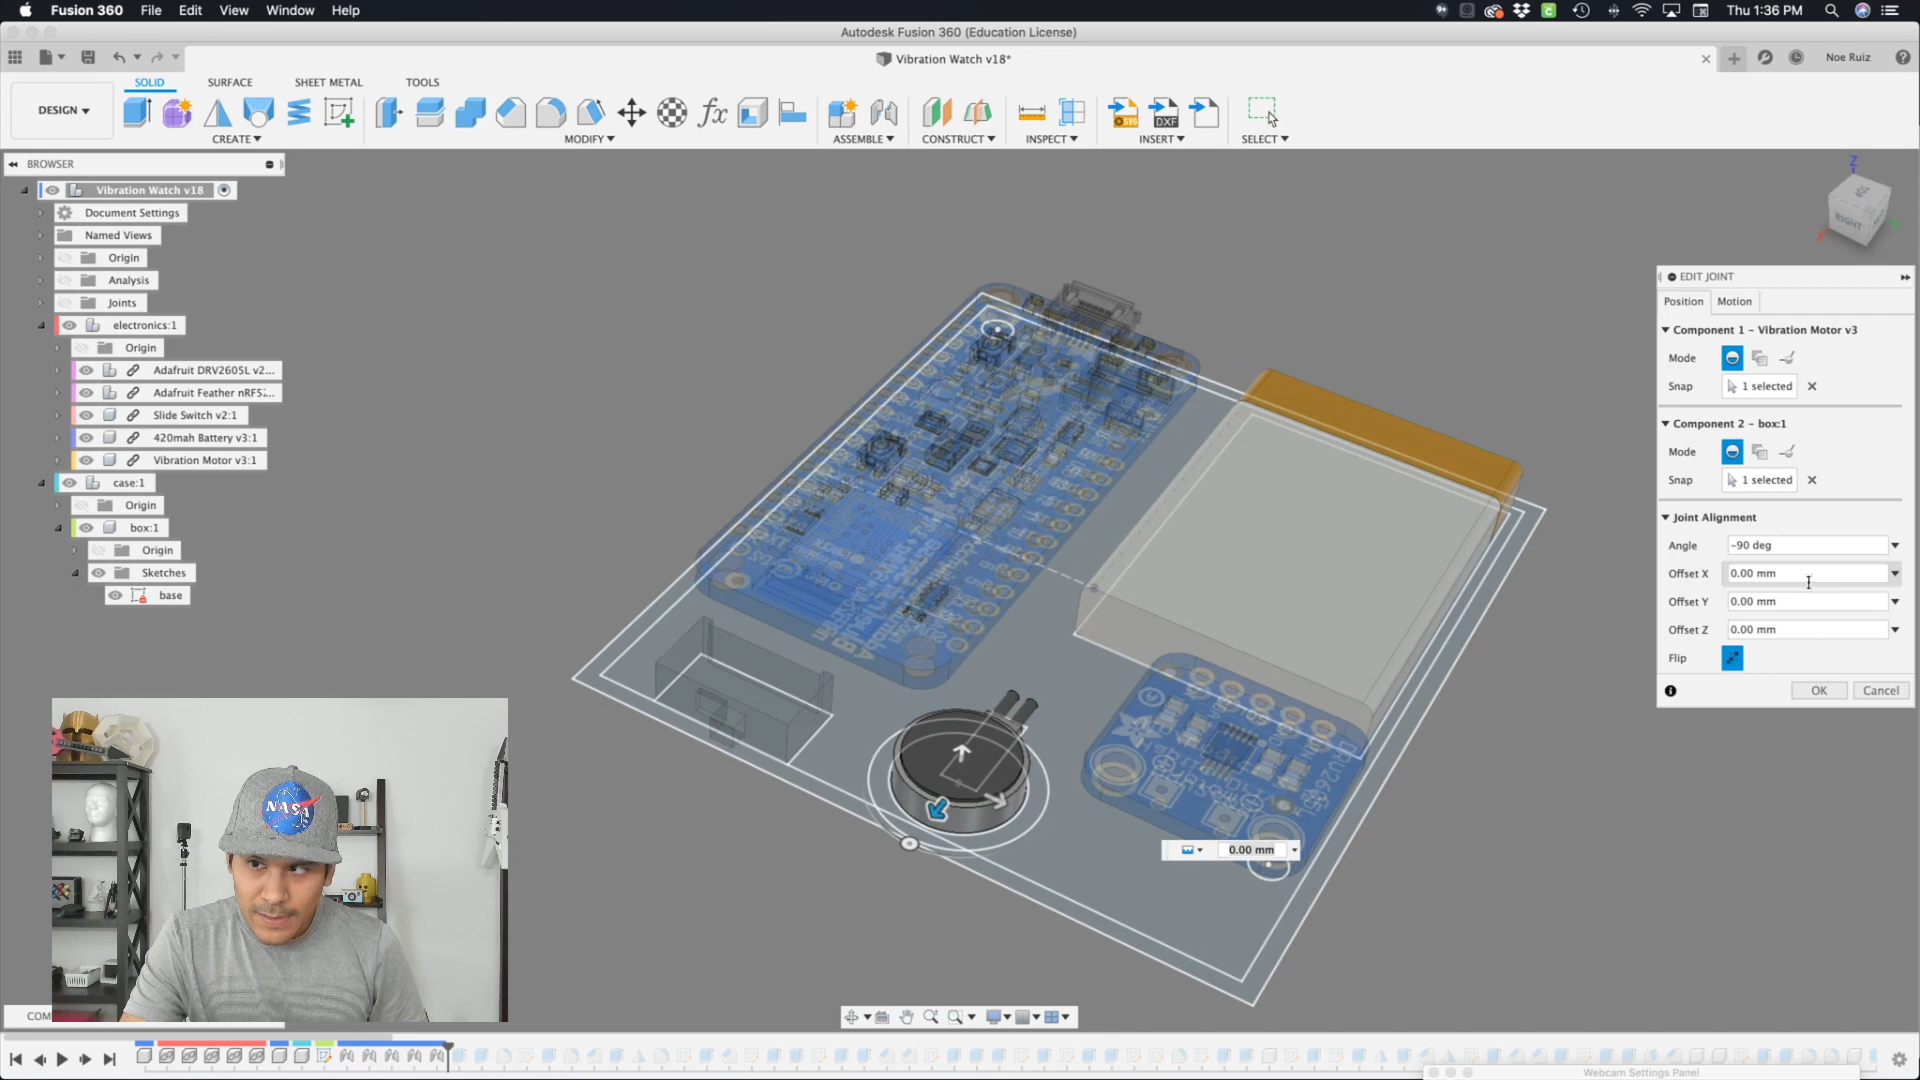 Fusion 360 File Edit View Window Help
Thu 1:36 PM
Autodesk Fusion 360 (Education License)
Vibration Watch v18*
Noe Ruiz
SOLID SURFACE SHEET METAL TOOLS
DESIGN
CREATE MODIFY ASSEMBLE CONSTRUCT INSPECT INSERT SELECT
BROWSER
Vibration Watch v18
Document Settings
Named Views
Origin
Analysis
Joints
electronics:1
Origin
Adafruit DRV2605L v2...
Adafruit Feather nRF5:...
Slide Switch v2:1
420mah Battery v3:1
Vibration Motor v3:1
case:1
Origin
box:1
Origin
Sketches
base
Z
RIGHT
X
EDIT JOINT
Position Motion
Component 1 - Vibration Motor v3
Mode
Snap 1 selected
Component 2 - box:1
Mode
Snap 1 selected
Joint Alignment
Angle -90 deg
Offset X 0.00 mm
Offset Y 0.00 mm
Offset Z 0.00 mm
Flip
OK Cancel
0.00 mm
NASA
COM
Webcam Settings Panel